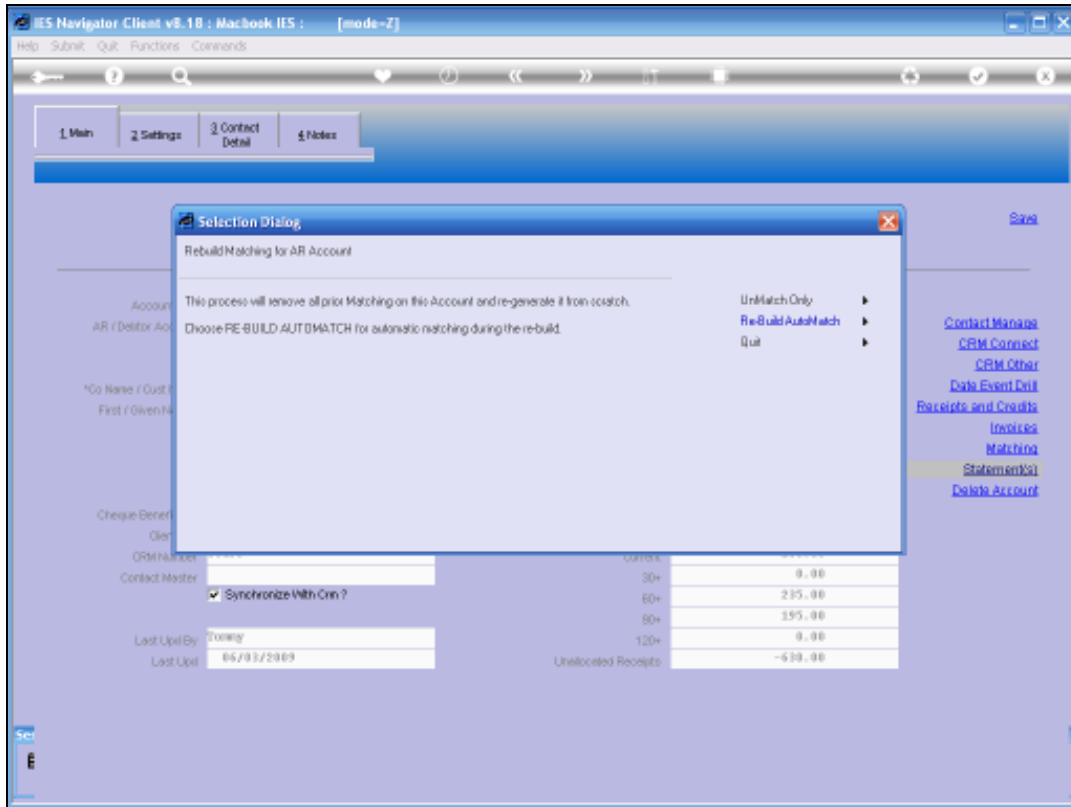 IES Navigator Client v8.18 : Macbook IES : [mode=Z]
Help Submit Quit Functions Commands
1 Main
2 Settings
3 Contact
Detail
4 Notes
Selection Dialog
Save
Rebuild Matching for AR Account
This process will remove all prior Matching on this Account and re-generate it from scratch.
UnMatch Only
Choose RE-BUILD AUTOMATCH for automatic matching during the re-build.
Re-Build AutoMatch
Quit
Account
AR / Debtor Acc
*Co Name / Cust
First / Given Na
Contact Manage
CRM Connect
CRM Other
Date Event Drill
Receipts and Credits
Invoices
Matching
Statement(s)
Delete Account
Cheque Benefi
CRM Number
Current
Contact Master
30+ 0.00
Synchronize With Crm ?
60+ 235.00
90+ 195.00
Last Upd By Tommy
120+ 0.00
Last Upd 06/03/2009
Unallocated Receipts -630.00